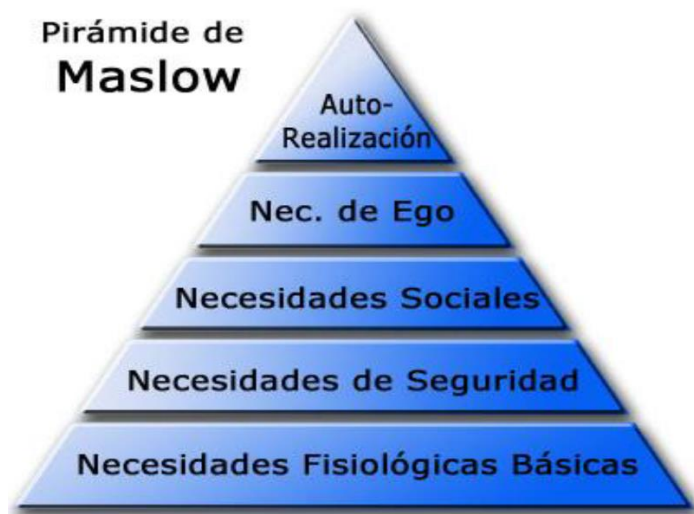 Pirámide de
Maslow
Auto-
Realización
Nec. de Ego
Necesidades Sociales
Necesidades de Seguridad
Necesidades Fisiológicas Básicas